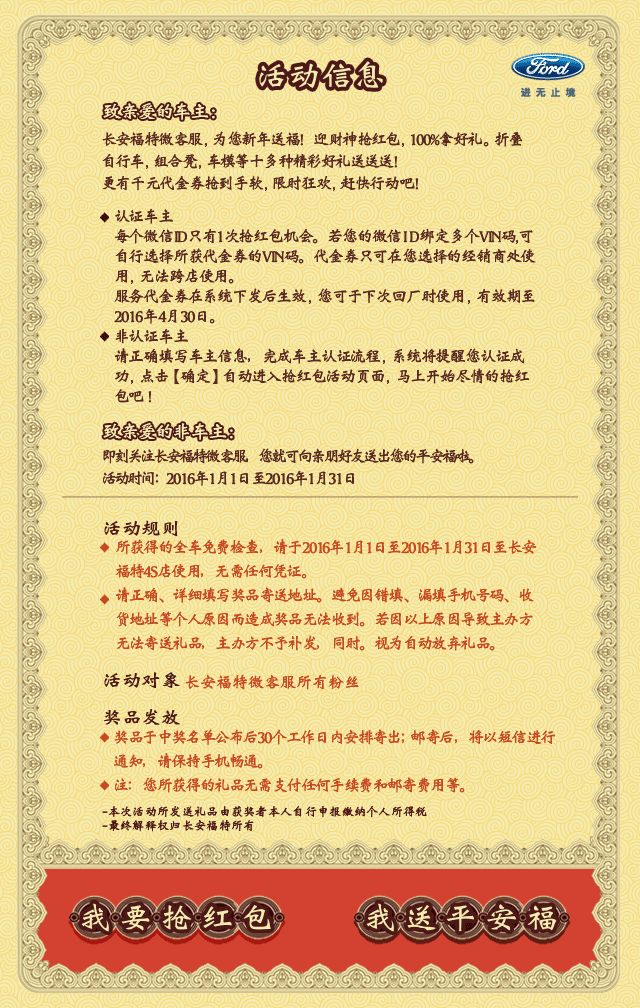 活动信息
Ford
进无止境
致亲爱的车主：
长安福特微客服，为您新年送福！迎财神抢红包，100%拿好礼。折叠
自行车，组合凳，车模等十多种精彩好礼送送送！
更有千元代金券抢到手软，限时狂欢，赶快行动吧！
认证车主
每个微信ID只有1次抢红包机会。若您的微信ID绑定多个VIN码,可
自行选择所获代金券的VIN码。代金券只可在您选择的经销商处使
用，无法跨店使用。
服务代金券在系统下发后生效，您可于下次回厂时使用，有效期至
2016年4月30日。
非认证车主
请正确填写车主信息，完成车主认证流程，系统将提醒您认证成
功，点击【确定】自动进入抢红包活动页面，马上开始尽情的抢红
包吧！
致亲爱的非车主：
即刻关注长安福特微客服，您就可向亲朋好友送出您的平安福啦。
活动时间：2016年1月1日至2016年1月31日
活动规则
所获得的全车免费检查，请于2016年1月1日至2016年1月31日至长安
福特4S店使用，无需任何凭证。
请正确、详细填写奖品寄送地址。避免因错填、漏填手机号码、收
货地址等个人原因而造成奖品无法收到。若因以上原因导致主办方
无法寄送礼品，主办方不予补发，同时。视为自动放弃礼品。
活动对象 长安福特微客服所有粉丝
奖品发放
奖品于中奖名单公布后30个工作日内安排寄出；邮寄后，将以短信进行
通知，请保持手机畅通。
注：您所获得的礼品无需支付任何手续费和邮寄费用等。
-本次活动所发送礼品由获奖者本人自行申报缴纳个人所得税
-最终解释权归长安福特所有
我要抢红包 我送平安福